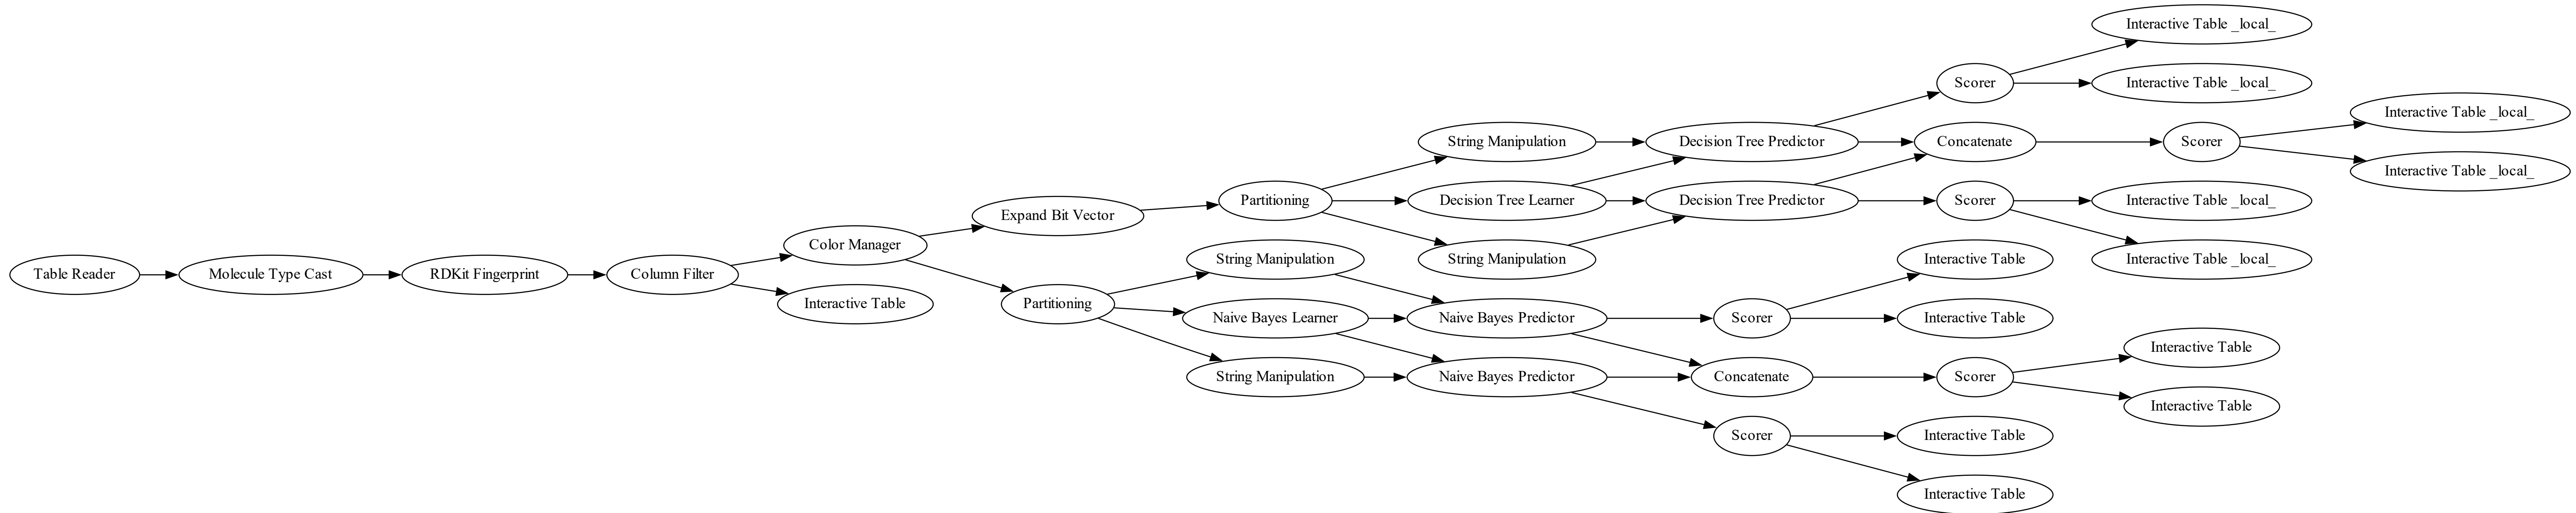 Interactive Table _local_
Scorer
Interactive Table _local_
Interactive Table _local_
String Manipulation
Decision Tree Predictor
Concatenate
Scorer
Interactive Table _local_
Expand Bit Vector
Partitioning
Decision Tree Learner
Decision Tree Predictor
Scorer
Interactive Table _local_
Color Manager
String Manipulation
String Manipulation
Interactive Table
Interactive Table _local_
Table Reader
Molecule Type Cast
RDKit Fingerprint
Column Filter
Interactive Table
Partitioning
Naive Bayes Learner
Naive Bayes Predictor
Scorer
Interactive Table
Interactive Table
String Manipulation
Naive Bayes Predictor
Concatenate
Scorer
Interactive Table
Scorer
Interactive Table
Interactive Table